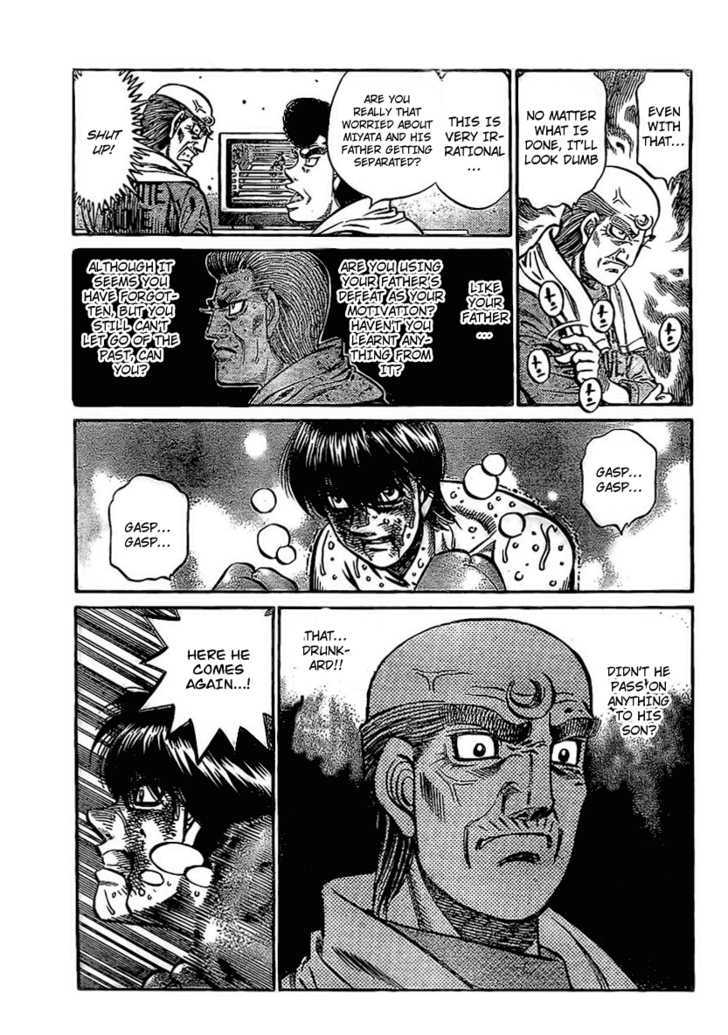 EVEN
WITH
THAT...
NO MATTER
WHAT IS
DONE, IT'LL
LOOK DUMB
THIS IS
VERY IR-
RATIONAL
...
ARE YOU
REALLY THAT
WORRIED ABOUT
MIYATA AND HIS
FATHER GETTING
SEPARATED?
SHUT
UP!
LIKE
YOUR
FATHER
...
ARE YOU USING
YOUR FATHER'S
DEFEAT AS YOUR
MOTIVATION?
HAVEN'T YOU
LEARNT ANY-
THING FROM
IT?
ALTHOUGH IT
SEEMS YOU
HAVE FORGOT-
TEN, BUT YOU
STILL CAN'T
LET GO OF THE
PAST, CAN
YOU?
GASP...
GASP...
GASP...
GASP...
DIDN'T HE
PASS ON
ANYTHING
TO HIS
SON?
THAT...
DRUNK-
ARD!!
HERE HE
COMES
AGAIN...!